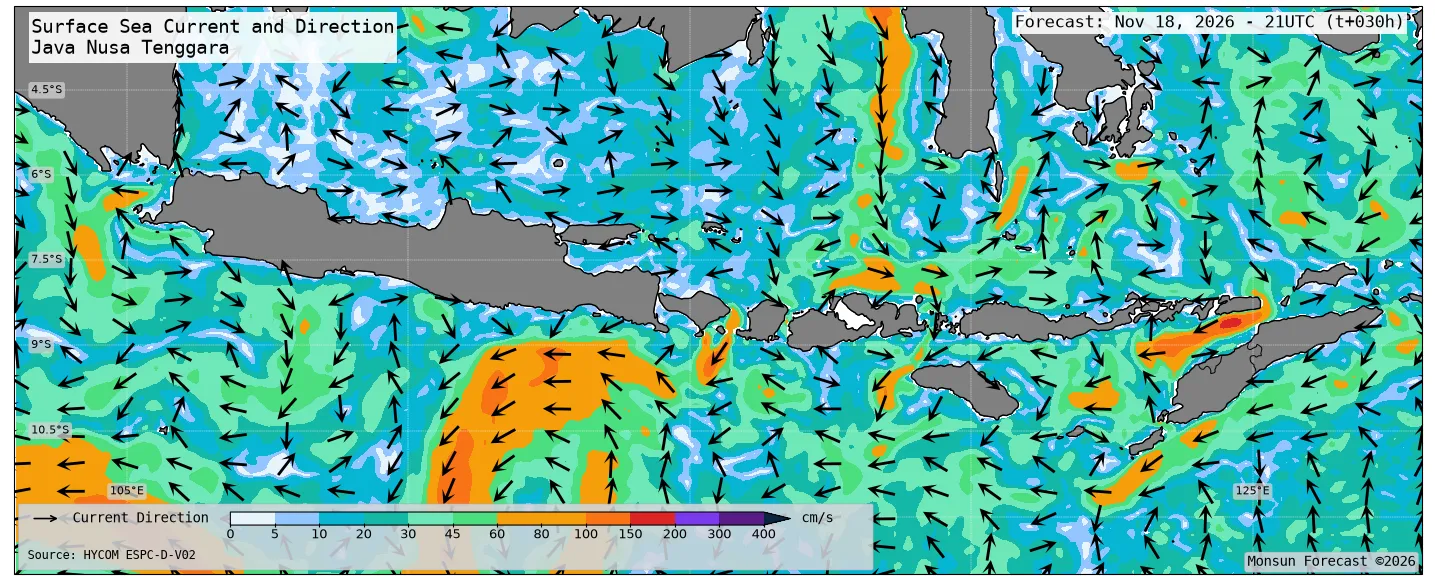 Surface Sea Current and Direction
Java Nusa Tenggara
Forecast: Nov 18, 2026 - 21UTC (t+030h)
4.5°S
6°S
7.5°S
9°S
10.5°S
105°E
125°E
Current Direction
0 5 10 20 30 45 60 80 100 150 200 300 400 cm/s
Source: HYCOM ESPC-D-V02
Monsun Forecast ©2026